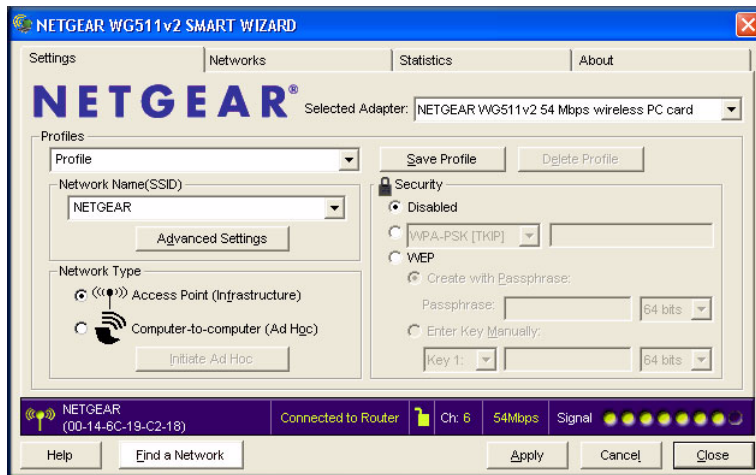 NETGEAR WG511v2 SMART WIZARD
Settings
Networks
Statistics
About
NETGEAR®
Selected Adapter: NETGEAR WG511v2 54 Mbps wireless PC card
Profiles
Profile
Save Profile
Delete Profile
Network Name(SSID)
NETGEAR
Advanced Settings
Network Type
Access Point (Infrastructure)
Computer-to-computer (Ad Hoc)
Initiate Ad Hoc
Security
Disabled
WPA-PSK [TKIP]
WEP
Create with Passphrase:
Passphrase:
64 bits
Enter Key Manually:
Key 1:
64 bits
NETGEAR
(00-14-6C-19-C2-18)
Connected to Router
Ch: 6
54Mbps
Signal
Help
Find a Network
Apply
Cancel
Close